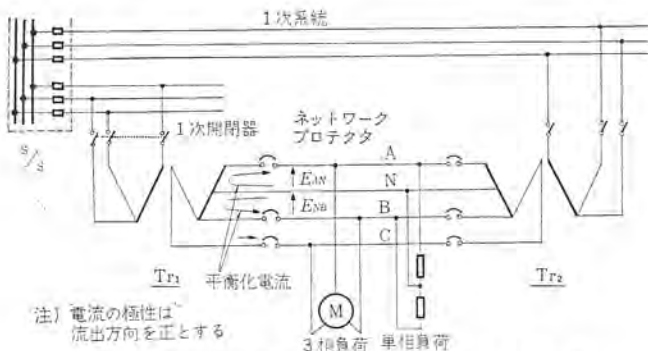 1次系統
S/S
1次開閉器
ネットワーク
プロテクタ
A
E_AN
N
E_NB
B
C
平衡化電流
Tr₁
Tr₂
M
注) 電流の極性は
流出方向を正とする
3相負荷
単相負荷